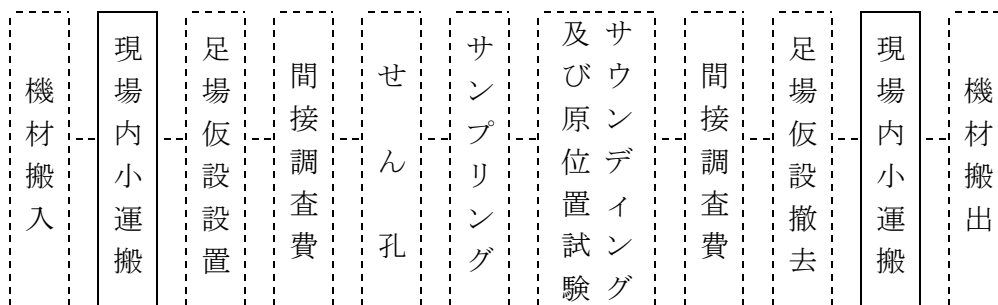 機材搬入
現場内小運搬
足場仮設設置
間接調査費
せん孔
サンプリング
サウンディング
及び原位置試験
間接調査費
足場仮設撤去
現場内小運搬
機材搬出